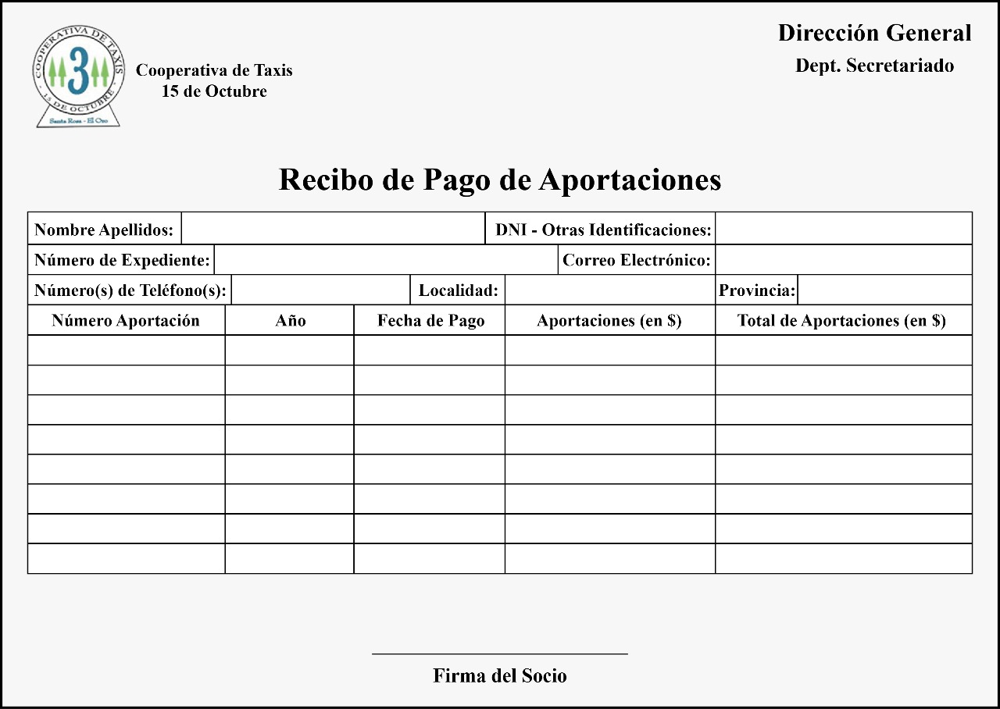 COOPERATIVA DE TAXIS
3
- 15 DE OCTUBRE -
Santa Rosa - El Oro
Cooperativa de Taxis
15 de Octubre
Dirección General
Dept. Secretariado
Recibo de Pago de Aportaciones
Nombre Apellidos: DNI - Otras Identificaciones:
Número de Expediente: Correo Electrónico:
Número(s) de Teléfono(s): Localidad: Provincia:
Número Aportación Año Fecha de Pago Aportaciones (en $) Total de Aportaciones (en $)
Firma del Socio